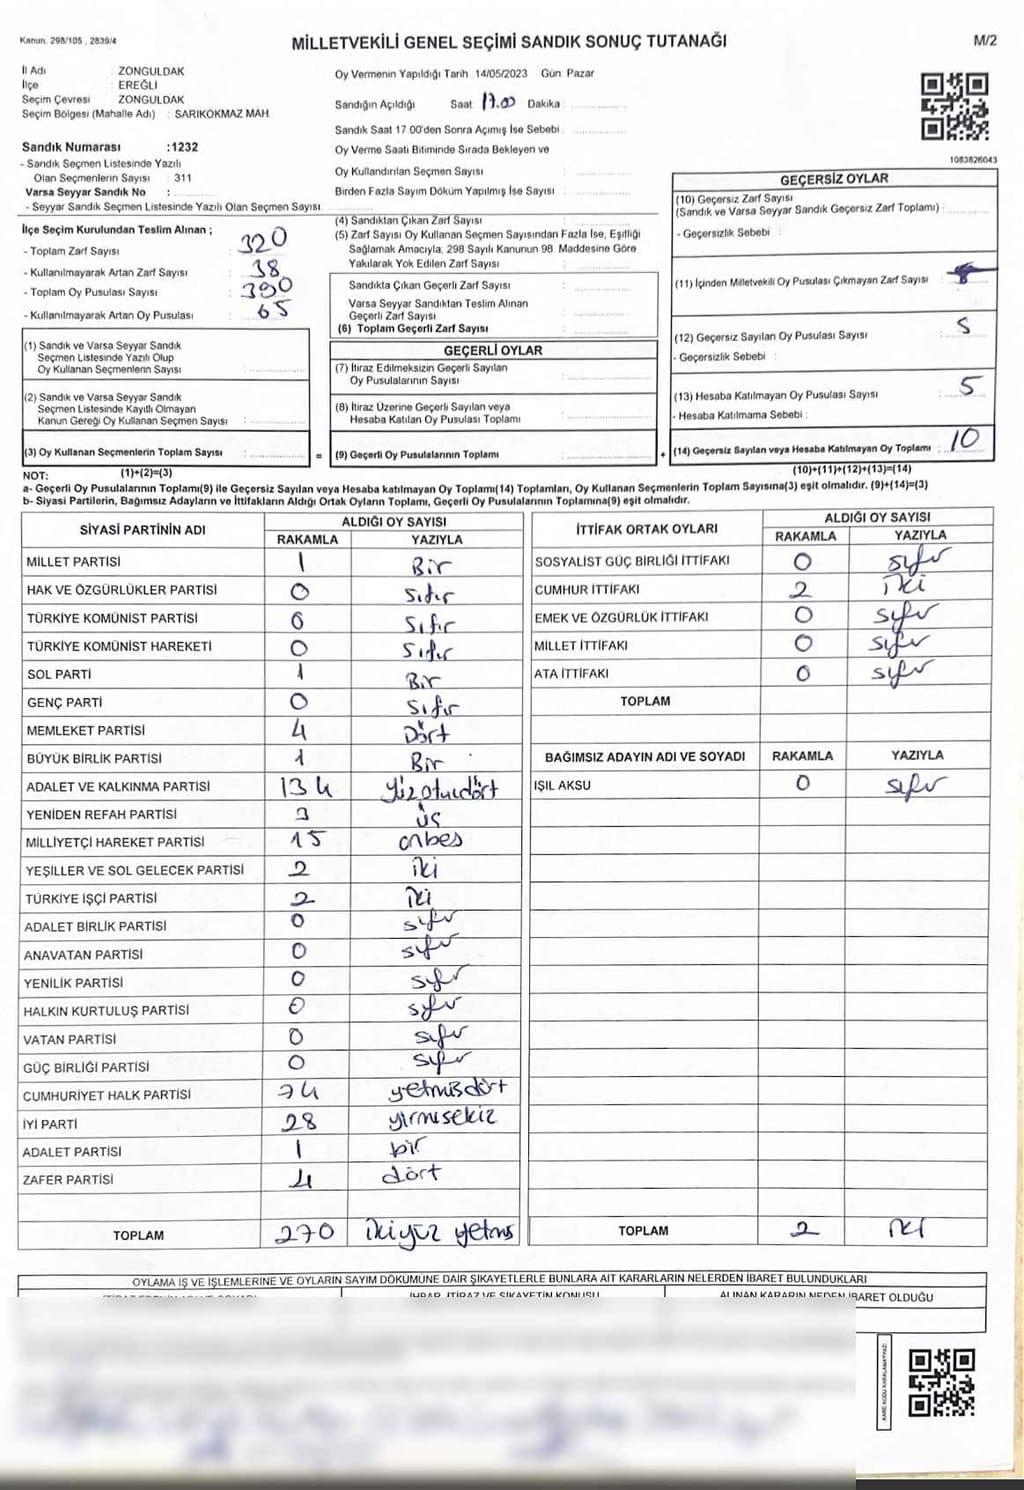 Kanun. 298/105 , 2839/4
MİLLETVEKİLİ GENEL SEÇİMİ SANDIK SONUÇ TUTANAĞI
M/2
İl Adı : ZONGULDAK
İlçe : EREĞLİ
Seçim Çevresi : ZONGULDAK
Seçim Bölgesi (Mahalle Adı) : SARIKOKMAZ MAH.
Sandık Numarası :1232
- Sandık Seçmen Listesinde Yazılı
Olan Seçmenlerin Sayısı : 311
Varsa Seyyar Sandık No :
- Seyyar Sandık Seçmen Listesinde Yazılı Olan Seçmen Sayısı:
Oy Vermenin Yapıldığı Tarih : 14/05/2023 Gün: Pazar
Sandığın Açıldığı Saat: 17.00 Dakika :
Sandık Saat 17.00'den Sonra Açımış İse Sebebi :
Oy Verme Saati Bitiminde Sırada Bekleyen ve
Oy Kullandırılan Seçmen Sayısı :
Birden Fazla Sayım Döküm Yapılmış İse Sayısı :
1083826043
İlçe Seçim Kurulundan Teslim Alınan ;
- Toplam Zarf Sayısı : 320
- Kullanılmayarak Artan Zarf Sayısı : 38
- Toplam Oy Pusulası Sayısı : 390
- Kullanılmayarak Artan Oy Pusulası : 65
(1) Sandık ve Varsa Seyyar Sandık
Seçmen Listesinde Yazılı Olup
Oy Kullanan Seçmenlerin Sayısı :
(2) Sandık ve Varsa Seyyar Sandık
Seçmen Listesinde Kayıtlı Olmayan
Kanun Gereği Oy Kullanan Seçmen Sayısı :
(3) Oy Kullanan Seçmenlerin Toplam Sayısı : =
(4) Sandıktan Çıkan Zarf Sayısı :
(5) Zarf Sayısı Oy Kullanan Seçmen Sayısından Fazla İse, Eşitliği
Sağlamak Amacıyla; 298 Sayılı Kanunun 98. Maddesine Göre
Yakılarak Yok Edilen Zarf Sayısı :
Sandıkta Çıkan Geçerli Zarf Sayısı :
Varsa Seyyar Sandıktan Teslim Alınan
Geçerli Zarf Sayısı :
(6) Toplam Geçerli Zarf Sayısı :
GEÇERLİ OYLAR
(7) İtiraz Edilmeksizin Geçerli Sayılan
Oy Pusulalarının Sayısı :
(8) İtiraz Üzerine Geçerli Sayılan veya
Hesaba Katılan Oy Pusulası Toplamı :
(9) Geçerli Oy Pusulalarının Toplamı : +
GEÇERSİZ OYLAR
(10) Geçersiz Zarf Sayısı
(Sandık ve Varsa Seyyar Sandık Geçersiz Zarf Toplamı) :
- Geçersizlik Sebebi :
(11) İçinden Milletvekili Oy Pusulası Çıkmayan Zarf Sayısı :
(12) Geçersiz Sayılan Oy Pusulası Sayısı : 5
- Geçersizlik Sebebi :
(13) Hesaba Katılmayan Oy Pusulası Sayısı : 5
- Hesaba Katılmama Sebebi :
(14) Geçersiz Sayılan veya Hesaba Katılmayan Oy Toplamı : 10
NOT: (1)+(2)=(3) (10)+(11)+(12)+(13)=(14)
a- Geçerli Oy Pusulalarının Toplamı(9) ile Geçersiz Sayılan veya Hesaba katılmayan Oy Toplamı(14) Toplamları, Oy Kullanan Seçmenlerin Toplam Sayısına(3) eşit olmalıdır. (9)+(14)=(3)
b- Siyasi Partilerin, Bağımsız Adayların ve İttifakların Aldığı Ortak Oyların Toplamı, Geçerli Oy Pusulalarının Toplamına(9) eşit olmalıdır.
SİYASİ PARTİNİN ADI ALDIĞI OY SAYISI
RAKAMLA YAZIYLA
MİLLET PARTİSİ 1 Bir
HAK VE ÖZGÜRLÜKLER PARTİSİ 0 Sıfır
TÜRKİYE KOMÜNİST PARTİSİ 0 Sıfır
TÜRKİYE KOMÜNİST HAREKETİ 0 Sıfır
SOL PARTİ 1 Bir
GENÇ PARTİ 0 Sıfır
MEMLEKET PARTİSİ 4 Dört
BÜYÜK BİRLİK PARTİSİ 1 Bir
ADALET VE KALKINMA PARTİSİ 134 Yüzotuzdört
YENİDEN REFAH PARTİSİ 3 üç
MİLLİYETÇİ HAREKET PARTİSİ 15 onbeş
YEŞİLLER VE SOL GELECEK PARTİSİ 2 iki
TÜRKİYE İŞÇİ PARTİSİ 2 iki
ADALET BİRLİK PARTİSİ 0 sıfır
ANAVATAN PARTİSİ 0 sıfır
YENİLİK PARTİSİ 0 sıfır
HALKIN KURTULUŞ PARTİSİ 0 sıfır
VATAN PARTİSİ 0 sıfır
GÜÇ BİRLİĞİ PARTİSİ 0 sıfır
CUMHURİYET HALK PARTİSİ 74 yetmişdört
İYİ PARTİ 28 yirmisekiz
ADALET PARTİSİ 1 bir
ZAFER PARTİSİ 4 dört
TOPLAM 270 ikiyüz yetmiş
İTTİFAK ORTAK OYLARI ALDIĞI OY SAYISI
RAKAMLA YAZIYLA
SOSYALİST GÜÇ BİRLİĞİ İTTİFAKI 0 sıfır
CUMHUR İTTİFAKI 2 iki
EMEK VE ÖZGÜRLÜK İTTİFAKI 0 sıfır
MİLLET İTTİFAKI 0 sıfır
ATA İTTİFAKI 0 sıfır
TOPLAM
BAĞIMSIZ ADAYIN ADI VE SOYADI RAKAMLA YAZIYLA
IŞIL AKSU 0 sıfır
TOPLAM 2 iki
OYLAMA İŞ VE İŞLEMLERİNE VE OYLARIN SAYIM DÖKÜMÜNE DAİR ŞİKAYETLERLE BUNLARA AİT KARARLARIN NELERDEN İBARET BULUNDUKLARI
İHBAR, İTİRAZ VE ŞİKAYETİN KONUSU ALINAN KARARIN NEDEN İBARET OLDUĞU